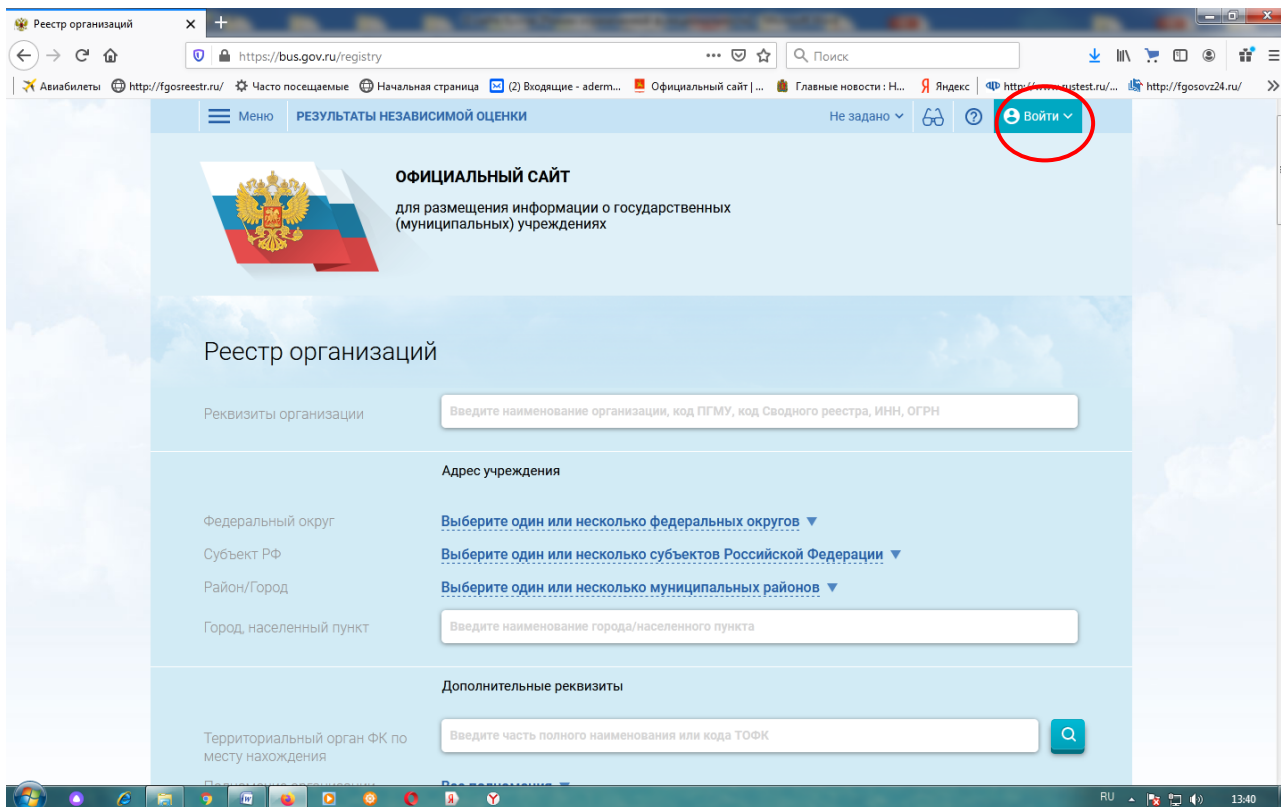 Реестр организаций
https://bus.gov.ru/registry
Поиск
Авиабилеты http://fgosreestr.ru/ Часто посещаемые Начальная страница (2) Входящие - aderm... Официальный сайт | ... Главные новости : Н... Яндекс http://www.rustest.ru/... http://fgosovz24.ru/
Меню РЕЗУЛЬТАТЫ НЕЗАВИСИМОЙ ОЦЕНКИ Не задано Войти
ОФИЦИАЛЬНЫЙ САЙТ
для размещения информации о государственных
(муниципальных) учреждениях
Реестр организаций
Реквизиты организации Введите наименование организации, код ПГМУ, код Сводного реестра, ИНН, ОГРН
Адрес учреждения
Федеральный округ Выберите один или несколько федеральных округов
Субъект РФ Выберите один или несколько субъектов Российской Федерации
Район/Город Выберите один или несколько муниципальных районов
Город, населенный пункт Введите наименование города/населенного пункта
Дополнительные реквизиты
Территориальный орган ФК по
месту нахождения
Введите часть полного наименования или кода ТОФК
RU 13:40